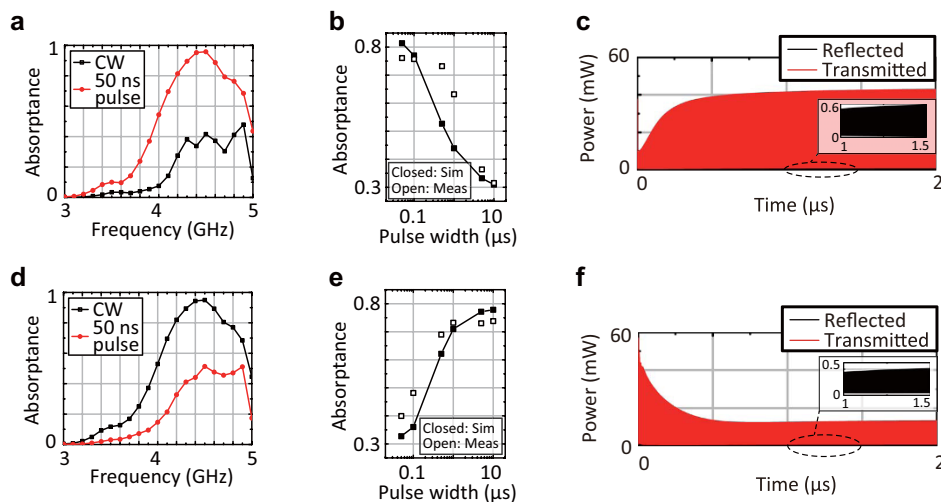 a
1
CW
50 ns
pulse
Absorptance
0
3
4
5
Frequency (GHz)
b
0.8
Absorptance
Closed: Sim
Open: Meas
0.3
0.1
10
Pulse width (µs)
c
60
Reflected
Transmitted
Power (mW)
0.6
0
1
1.5
0
0
2
Time (µs)
d
1
CW
50 ns
pulse
Absorptance
0
3
4
5
Frequency (GHz)
e
0.8
Absorptance
Closed: Sim
Open: Meas
0.3
0.1
10
Pulse width (µs)
f
60
Reflected
Transmitted
Power (mW)
0.5
0
1
1.5
0
0
2
Time (µs)